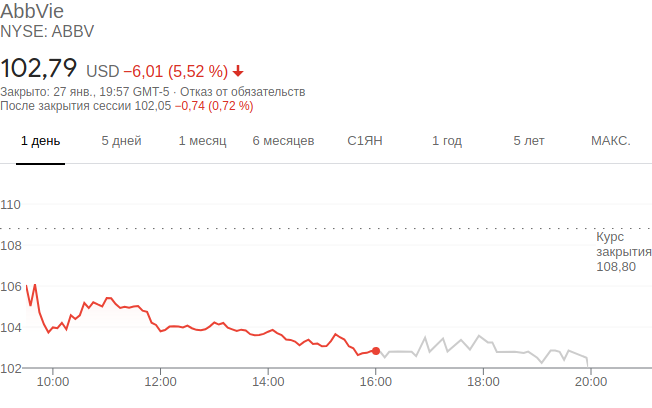 AbbVie
NYSE: ABBV
102,79 USD −6,01 (5,52 %)
Закрыто: 27 янв., 19:57 GMT-5 · Отказ от обязательств
После закрытия сессии 102,05 −0,74 (0,72 %)
1 день 5 дней 1 месяц 6 месяцев С1ЯН 1 год 5 лет МАКС.
110
Курс
108 закрытия
108,80
106
104
102
10:00 12:00 14:00 16:00 18:00 20:00